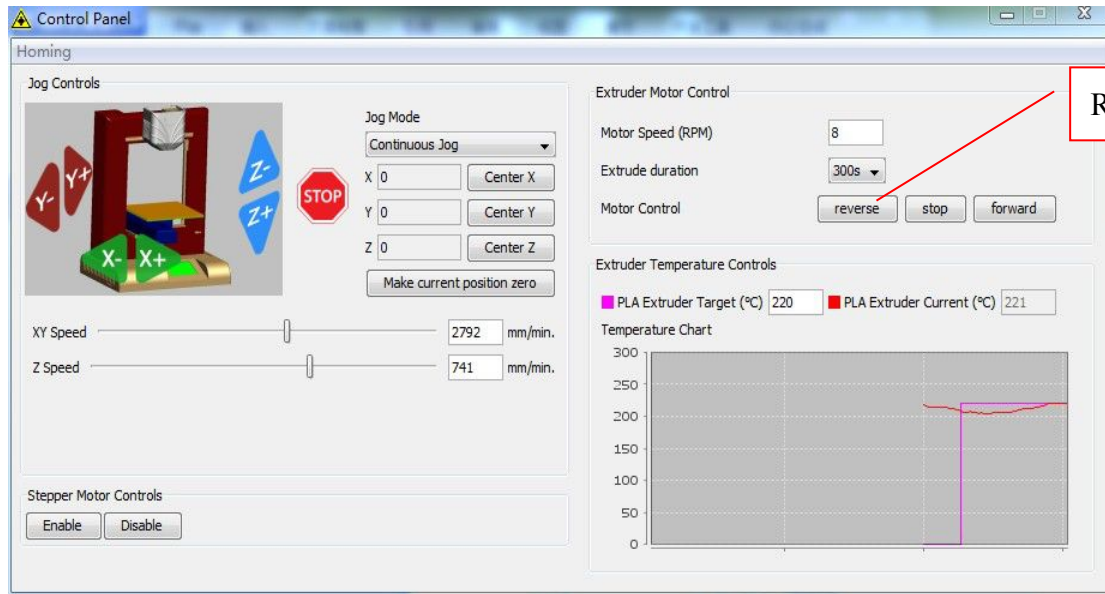 Control Panel
Homing
Jog Controls
Y-
Y+
X-
X+
Z-
Z+
STOP
Jog Mode
Continuous Jog
X 0 Center X
Y 0 Center Y
Z 0 Center Z
Make current position zero
XY Speed 2792 mm/min.
Z Speed 741 mm/min.
Stepper Motor Controls
Enable Disable
Extruder Motor Control
Motor Speed (RPM) 8
Extrude duration 300s
Motor Control reverse stop forward
R
Extruder Temperature Controls
PLA Extruder Target (℃) 220 PLA Extruder Current (℃) 221
Temperature Chart
300
250
200
150
100
50
0